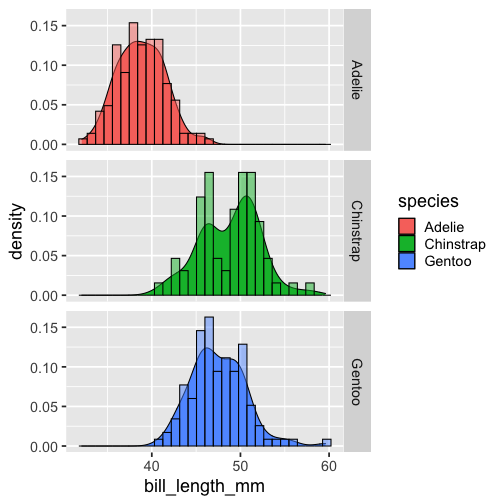 0.15
0.10
0.05
0.00
Adelie
0.15
0.10
0.05
0.00
Chinstrap
0.15
0.10
0.05
0.00
Gentoo
density
40 50 60
bill_length_mm
species
Adelie
Chinstrap
Gentoo